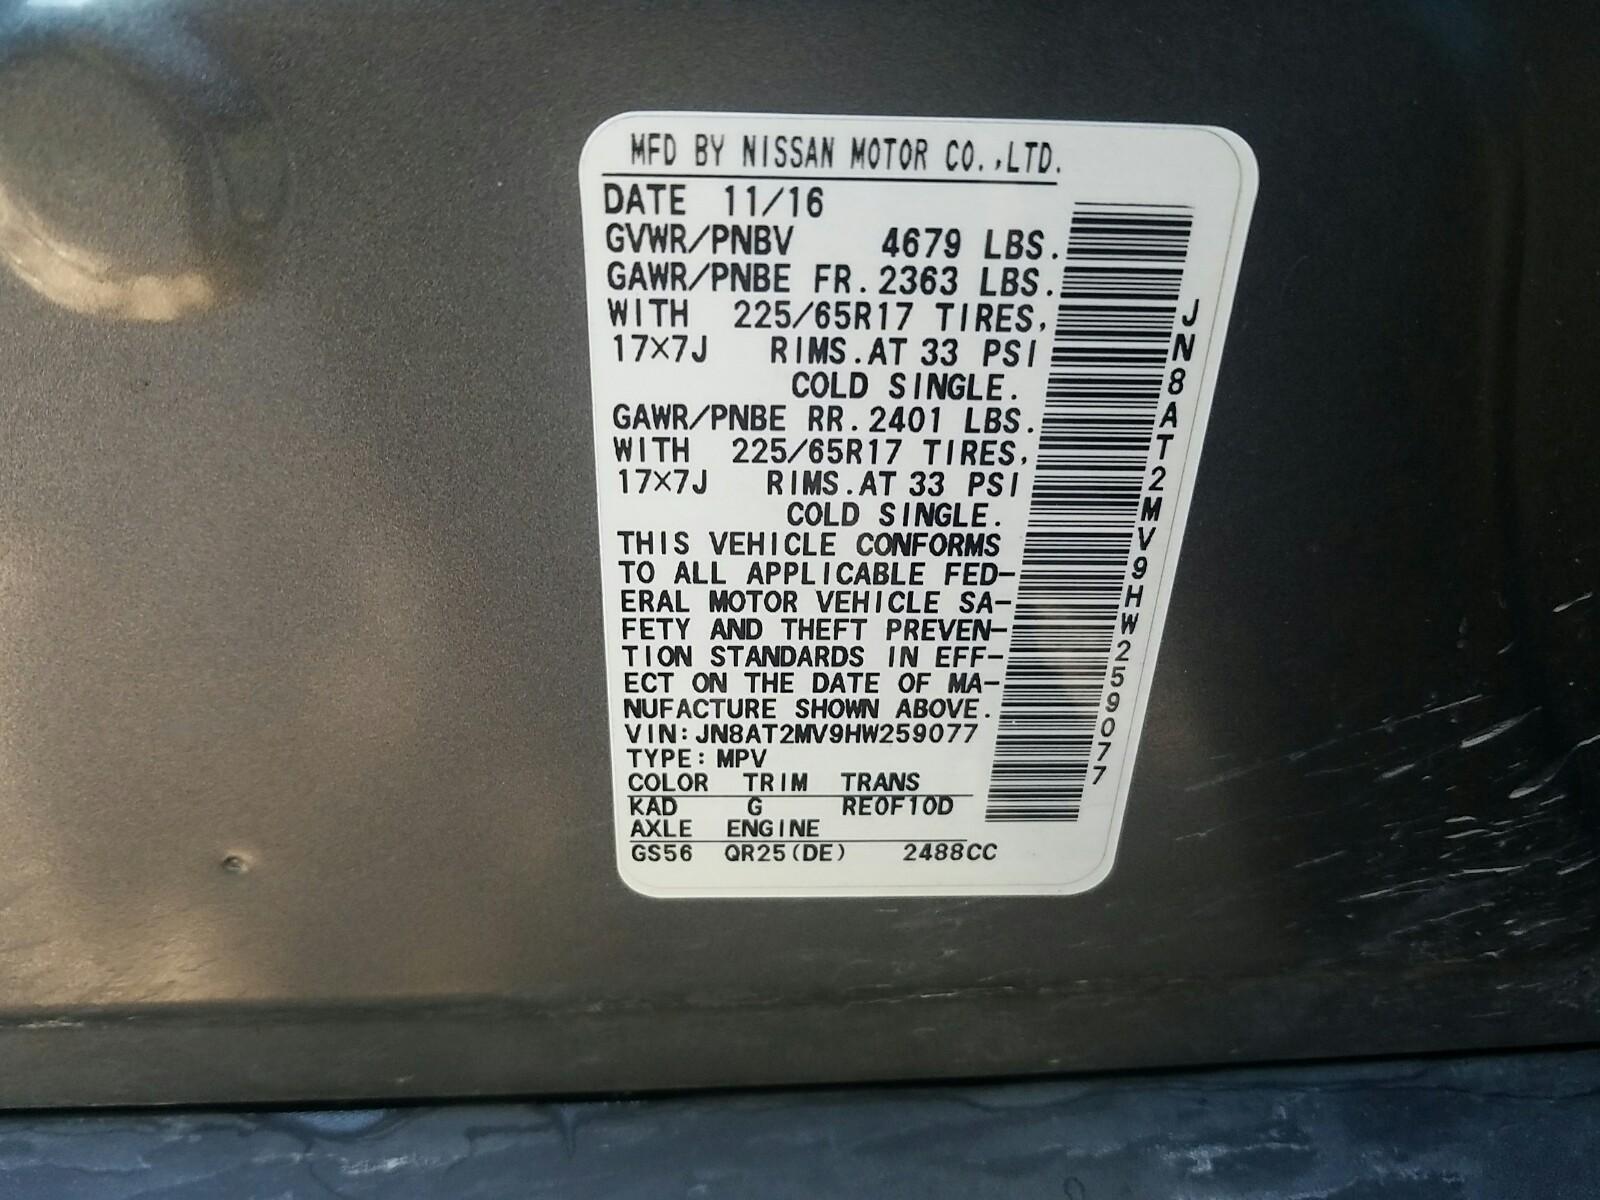 MFD BY NISSAN MOTOR CO.,LTD.
DATE 11/16
GVWR/PNBV 4679 LBS.
GAWR/PNBE FR.2363 LBS.
WITH 225/65R17 TIRES,
17×7J RIMS.AT 33 PSI
COLD SINGLE.
GAWR/PNBE RR.2401 LBS.
WITH 225/65R17 TIRES,
17×7J RIMS.AT 33 PSI
COLD SINGLE.
THIS VEHICLE CONFORMS
TO ALL APPLICABLE FED-
ERAL MOTOR VEHICLE SA-
FETY AND THEFT PREVEN-
TION STANDARDS IN EFF-
ECT ON THE DATE OF MA-
NUFACTURE SHOWN ABOVE.
VIN:JN8AT2MV9HW259077
TYPE:MPV
COLOR TRIM TRANS
KAD G RE0F10D
AXLE ENGINE
GS56 QR25(DE) 2488CC
JN8AT2MV9HW259077